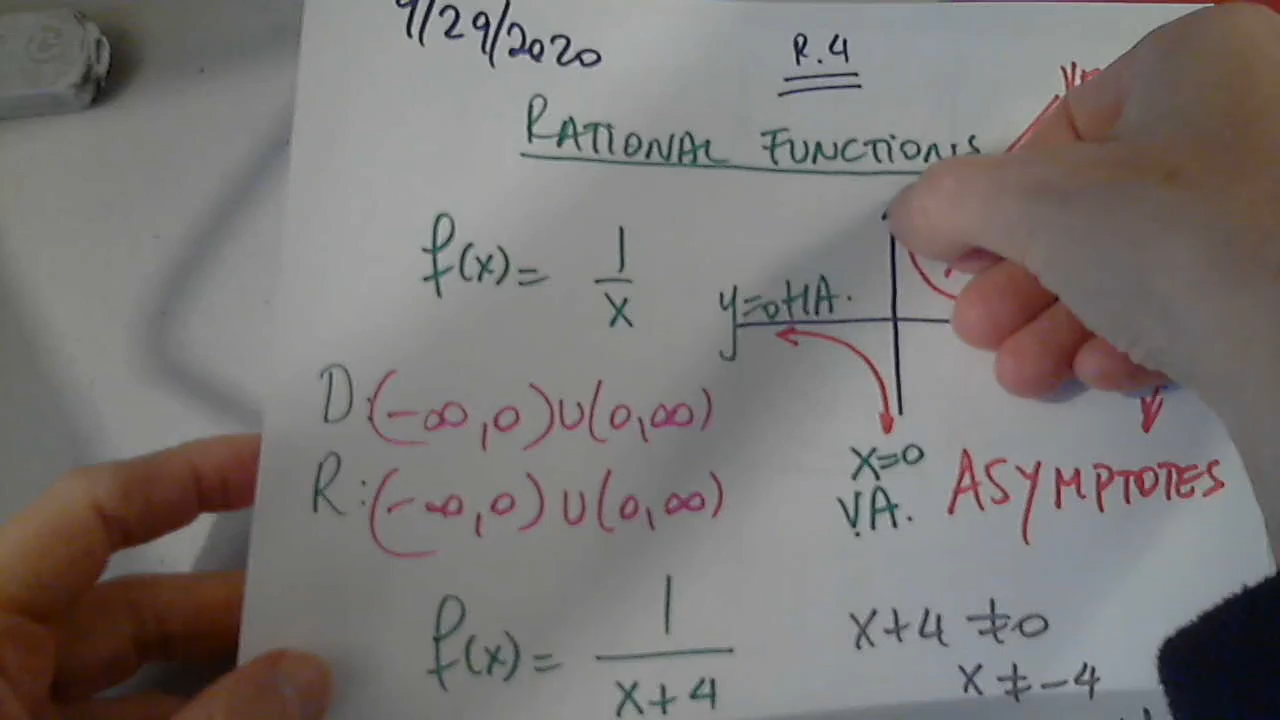 9/29/2020
R.4
RATIONAL FUNCTIONS
f(x)= 1/x
y=0 HA.
D:(-∞,0)∪(0,∞)
R:(-∞,0)∪(0,∞)
x=0
V.A.
ASYMPTOTES
f(x)= 1/(x+4)
x+4 ≠0
x≠-4